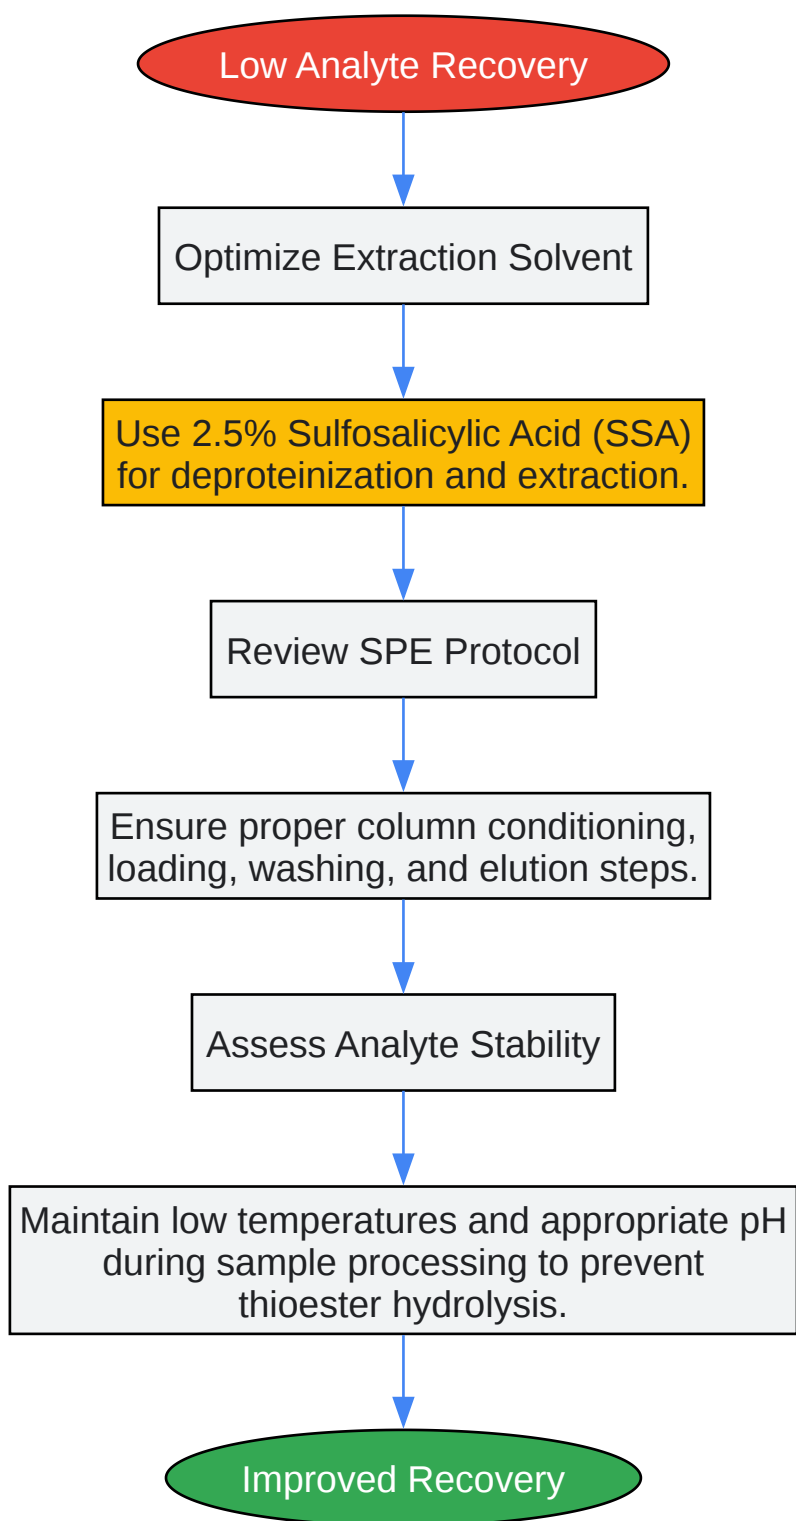 Low Analyte Recovery
Optimize Extraction Solvent
Use 2.5% Sulfosalicylic Acid (SSA)
for deproteinization and extraction.
Review SPE Protocol
Ensure proper column conditioning,
loading, washing, and elution steps.
Assess Analyte Stability
Maintain low temperatures and appropriate pH
during sample processing to prevent
thioester hydrolysis.
Improved Recovery